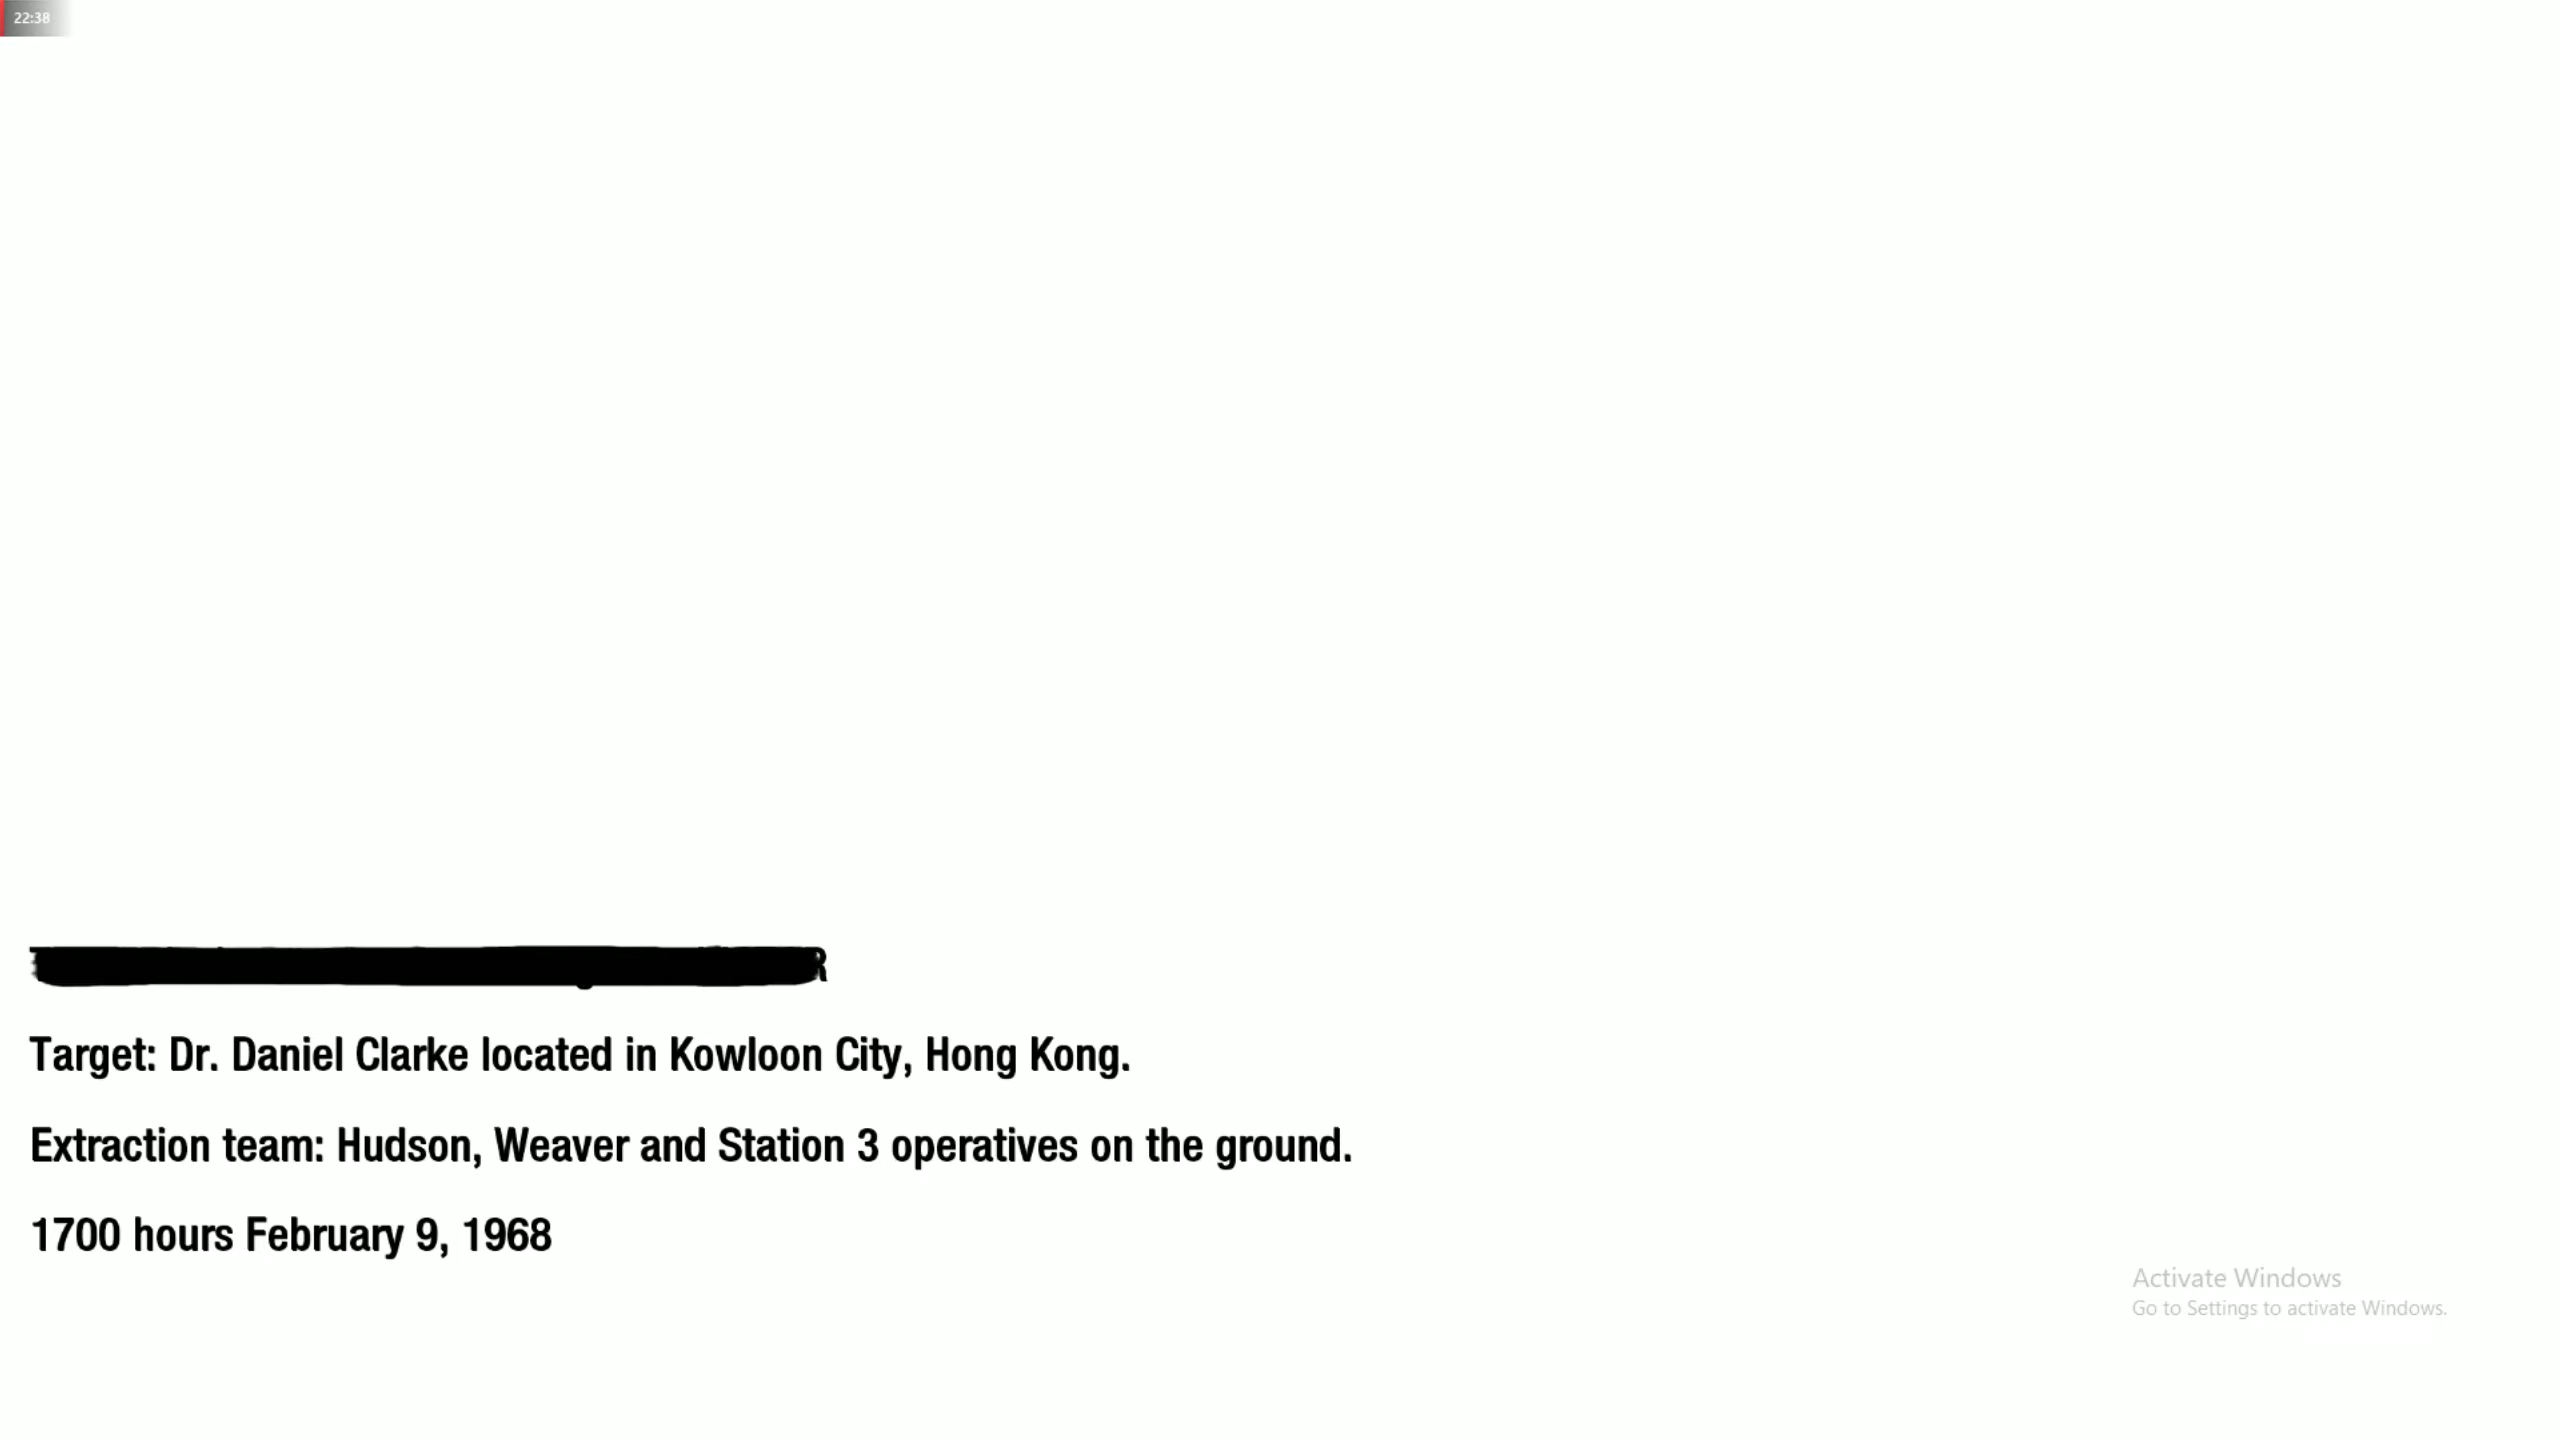 22:38
Target: Dr. Daniel Clarke located in Kowloon City, Hong Kong.
Extraction team: Hudson, Weaver and Station 3 operatives on the ground.
1700 hours February 9, 1968
Activate Windows
Go to Settings to activate Windows.